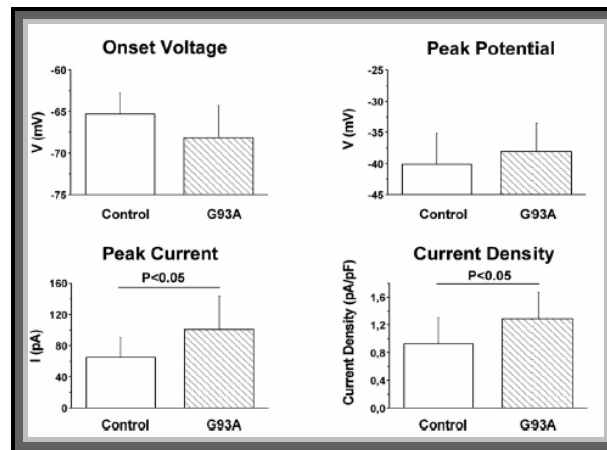 Onset Voltage
V (mV)
-60
-65
-70
-75
Control G93A
Peak Potential
V (mV)
-25
-30
-35
-40
-45
Control G93A
Peak Current
P<0.05
I (pA)
160
120
80
40
0
Control G93A
Current Density
P<0.05
Current Density (pA/pF)
1,6
1,2
0,8
0,4
0,0
Control G93A